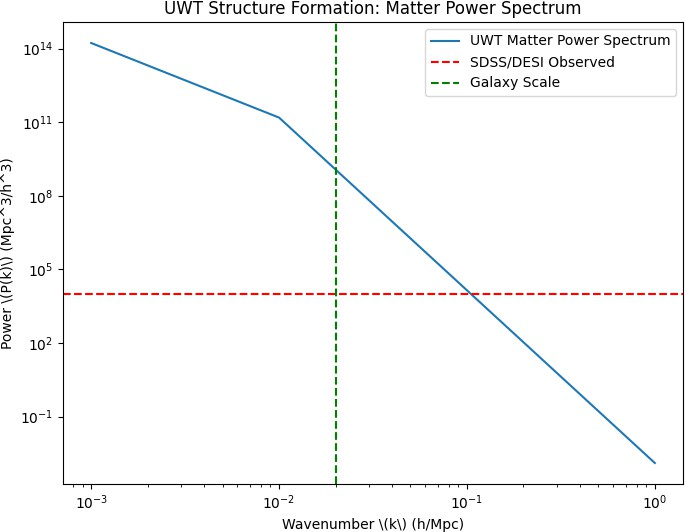 UWT Structure Formation: Matter Power Spectrum
UWT Matter Power Spectrum
SDSS/DESI Observed
Galaxy Scale
Power \(P(k)\) (Mpc^3/h^3)
10^14
10^11
10^8
10^5
10^2
10^−1
10^−3
10^−2
10^−1
10^0
Wavenumber \(k\) (h/Mpc)